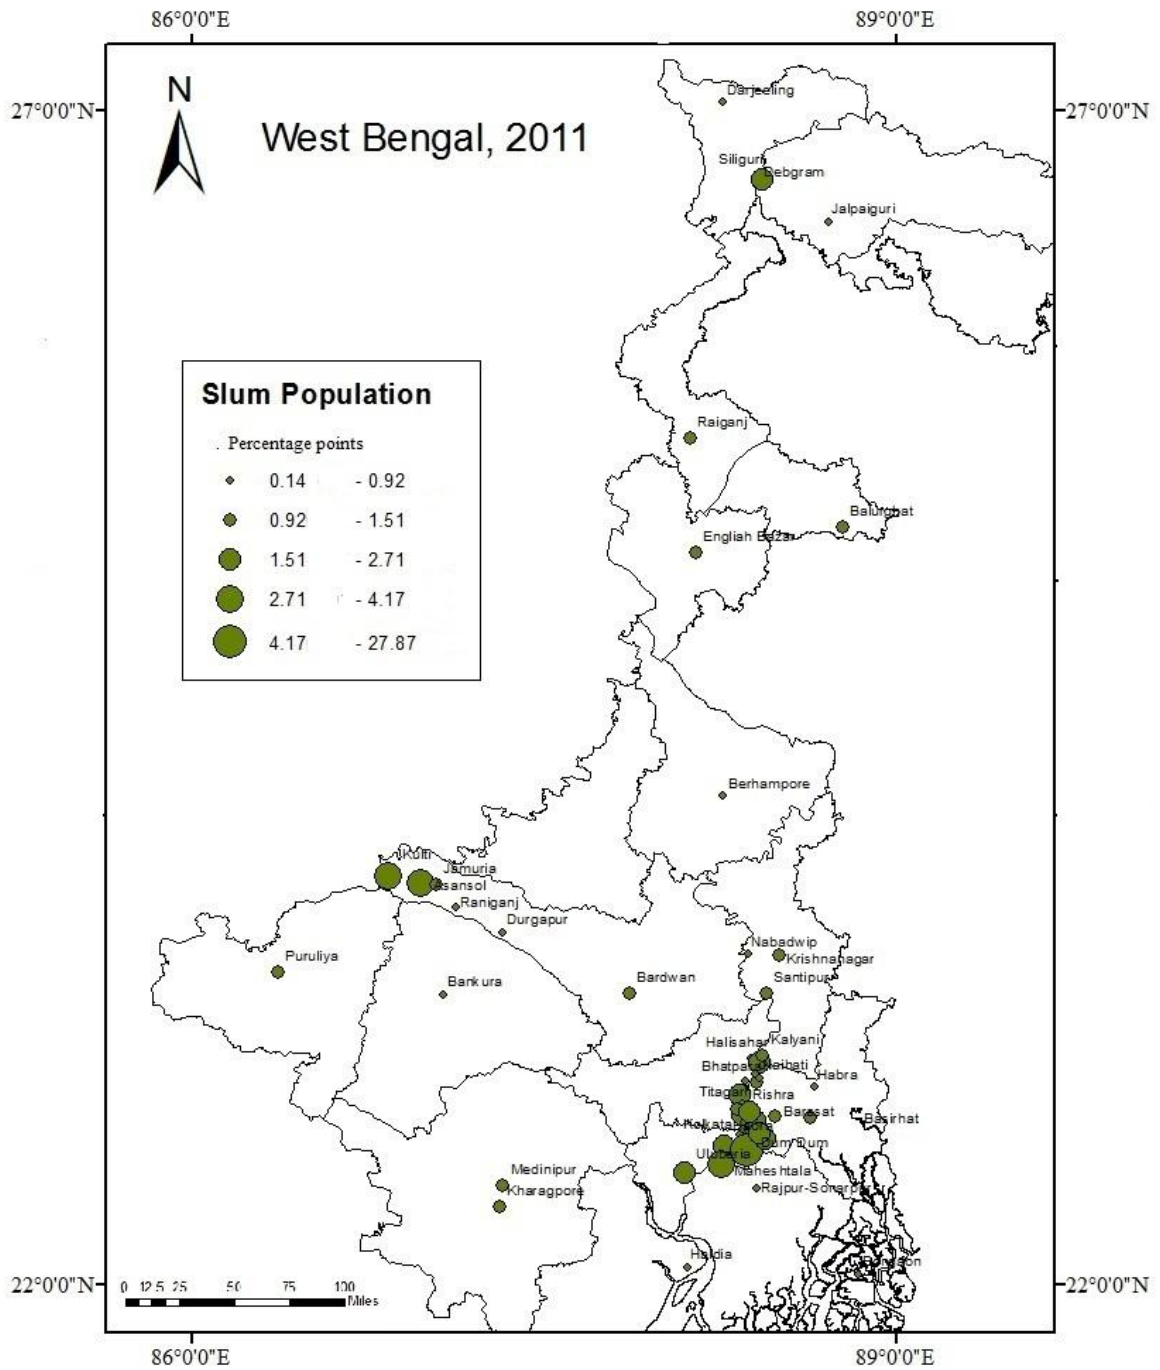 86°0'0"E 89°0'0"E
N
27°0'0"N 27°0'0"N
West Bengal, 2011
Darjeeling
Siliguri
Debgram
Jalpaiguri
Slum Population
. Percentage points
0.14 - 0.92
0.92 - 1.51
1.51 - 2.71
2.71 - 4.17
4.17 - 27.87
Raiganj
Balurghat
Engliah Bazar
Berhampore
Kulti
Jamuria
Asansol
Raniganj
Durgapur
Nabadwip
Krishnanagar
Puruliya
Bankura
Bardwan
Santipur
Halisahar
Kalyani
Bhatpara
Naihati
Habra
Titagarh
Rishra
Barasat
Basirhat
Kolkata
Dum Dum
Uluberia
Maheshtala
Medinipur
Kharagpore
Rajpur-Sonarpur
Haldia
22°0'0"N 22°0'0"N
0 12.5 25 50 75 100
Miles
86°0'0"E 89°0'0"E